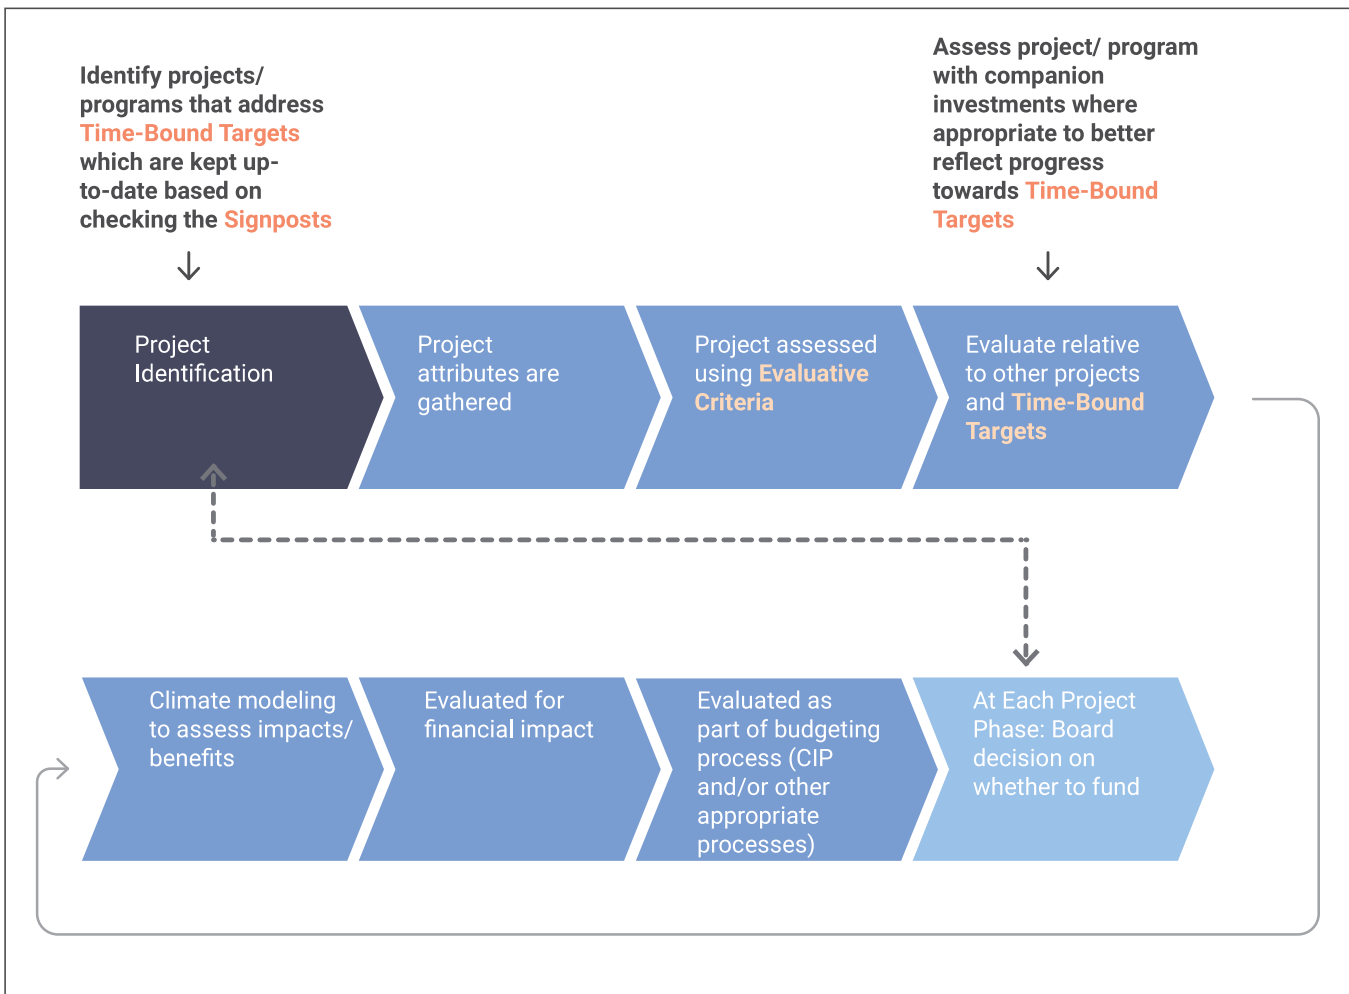 Identify projects/
programs that address
Time-Bound Targets
which are kept up-
to-date based on
checking the Signposts
Assess project/ program
with companion
investments where
appropriate to better
reflect progress
towards Time-Bound
Targets
Project
Identification
Project
attributes are
gathered
Project assessed
using Evaluative
Criteria
Evaluate relative
to other projects
and Time-Bound
Targets
Climate modeling
to assess impacts/
benefits
Evaluated for
financial impact
Evaluated as
part of budgeting
process (CIP
and/or other
appropriate
processes)
At Each Project
Phase: Board
decision on
whether to fund